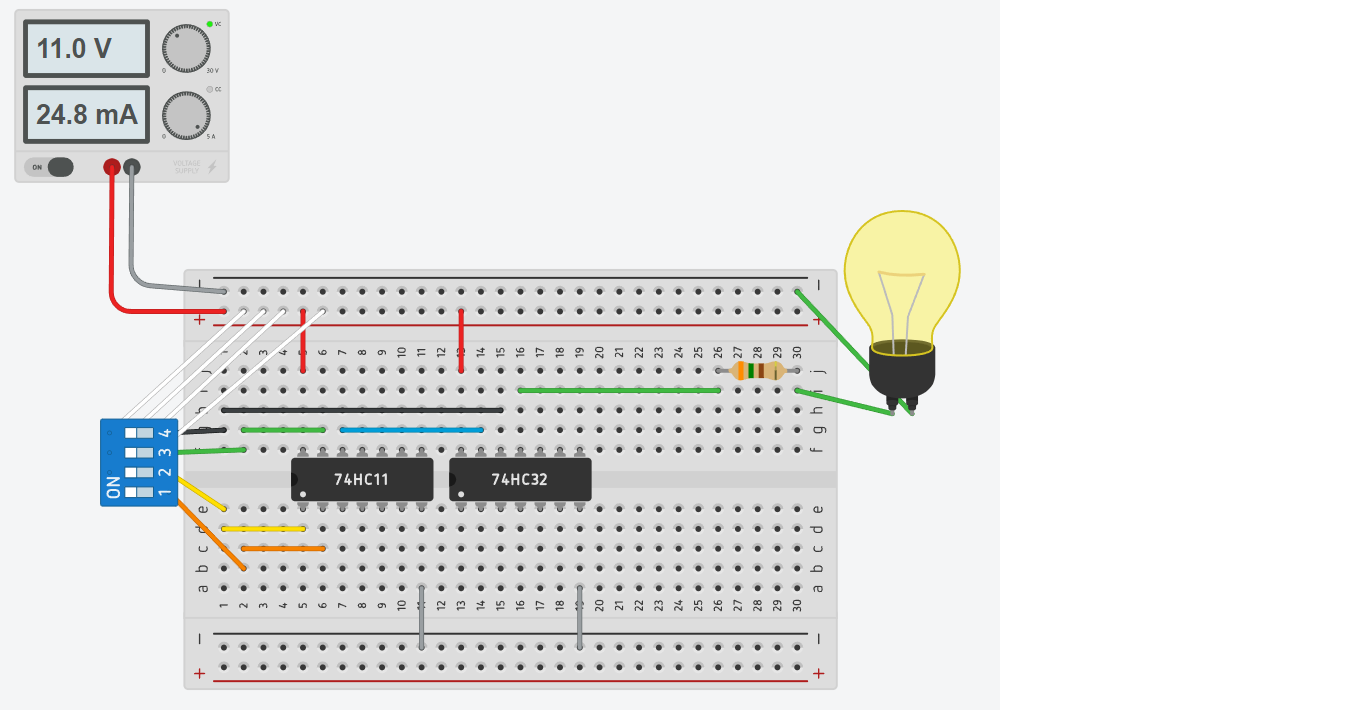 11.0 V
VC
0 30 V
24.8 mA
CC
0 5 A
ON
VOLTAGE
SUPPLY
1 2 3 4 5 6 7 8 9 10 11 12 13 14 15 16 17 18 19 20 21 22 23 24 25 26 27 28 29 30
j j
i i
h h
g g
f f
ON 1 2 3 4
74HC11 74HC32
e e
d d
c c
b b
a a
1 2 3 4 5 6 7 8 9 10 11 12 13 14 15 16 17 18 19 20 21 22 23 24 25 26 27 28 29 30